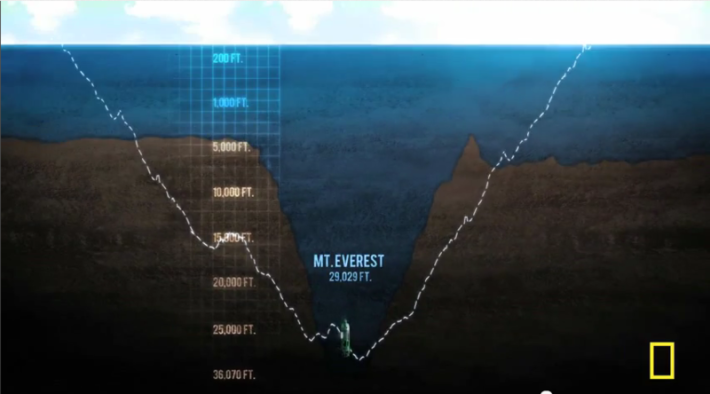 200 FT.
1,000 FT.
5,000 FT.
10,000 FT.
15,000 FT.
MT. EVEREST
29,029 FT.
20,000 FT.
25,000 FT.
36,070 FT.